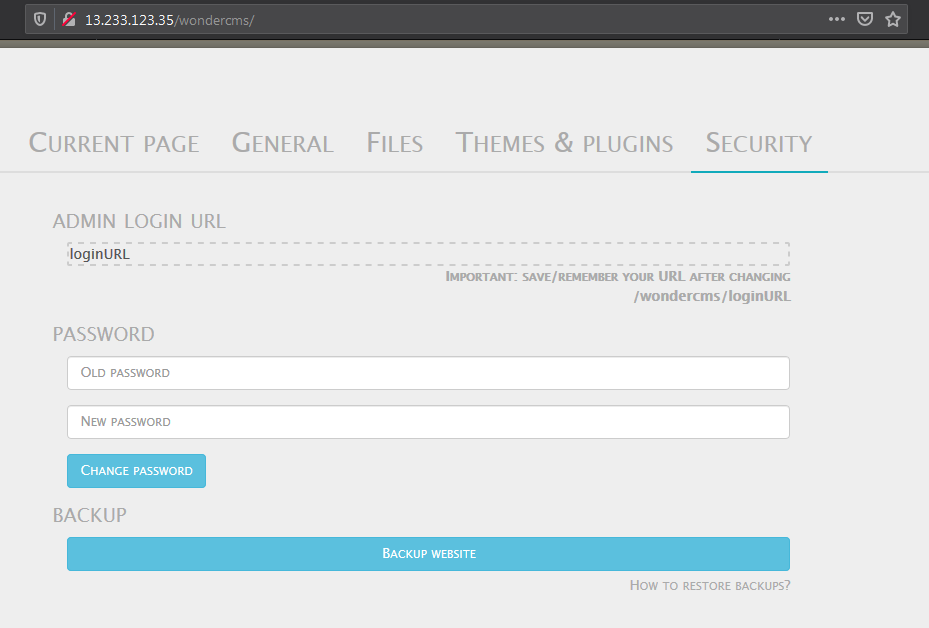 13.233.123.35/wondercms/
Current page General Files Themes & plugins Security
ADMIN LOGIN URL
loginURL
Important: save/remember your URL after changing
/wondercms/loginURL
PASSWORD
Old password
New password
Change password
BACKUP
Backup website
How to restore backups?